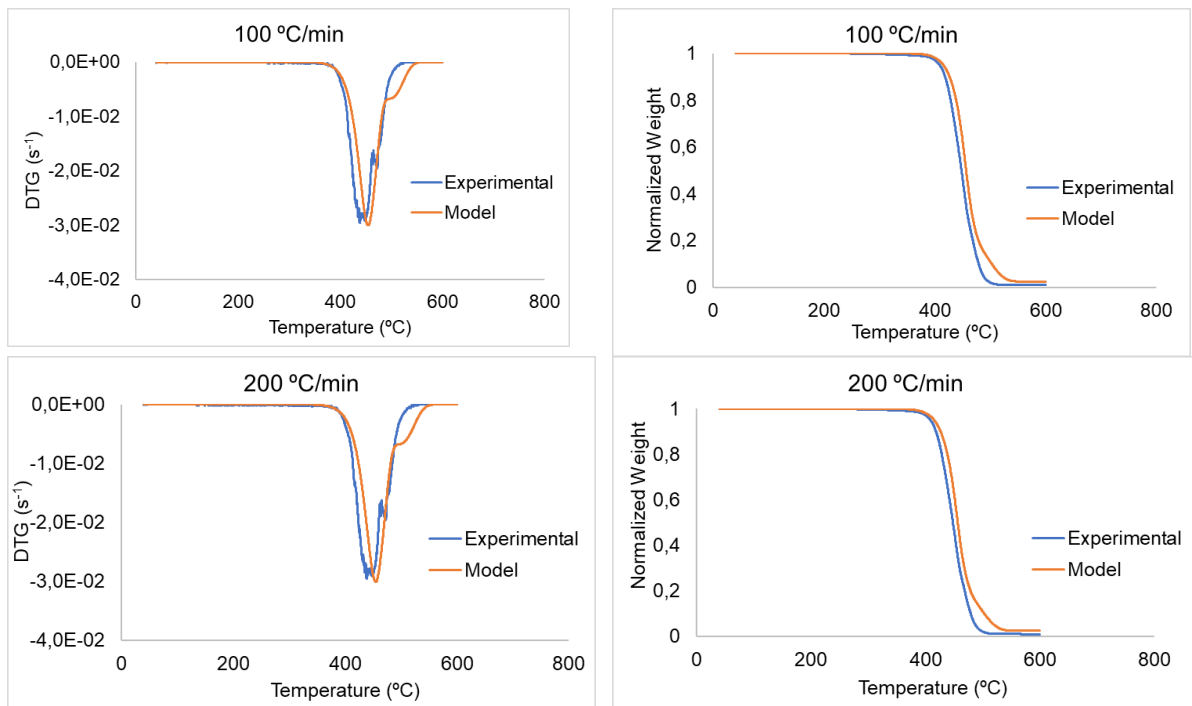 100 ºC/min
0,0E+00
-1,0E-02
-2,0E-02
-3,0E-02
-4,0E-02
DTG (s-1)
0 200 400 600 800
Temperature (ºC)
Experimental
Model
100 ºC/min
1
0,8
0,6
0,4
0,2
0
Normalized Weight
0 200 400 600 800
Temperature (ºC)
Experimental
Model
200 ºC/min
0,0E+00
-1,0E-02
-2,0E-02
-3,0E-02
-4,0E-02
DTG (s-1)
0 200 400 600 800
Temperature (ºC)
Experimental
Model
200 ºC/min
1
0,8
0,6
0,4
0,2
0
Normalized Weight
0 200 400 600 800
Temperature (ºC)
Experimental
Model